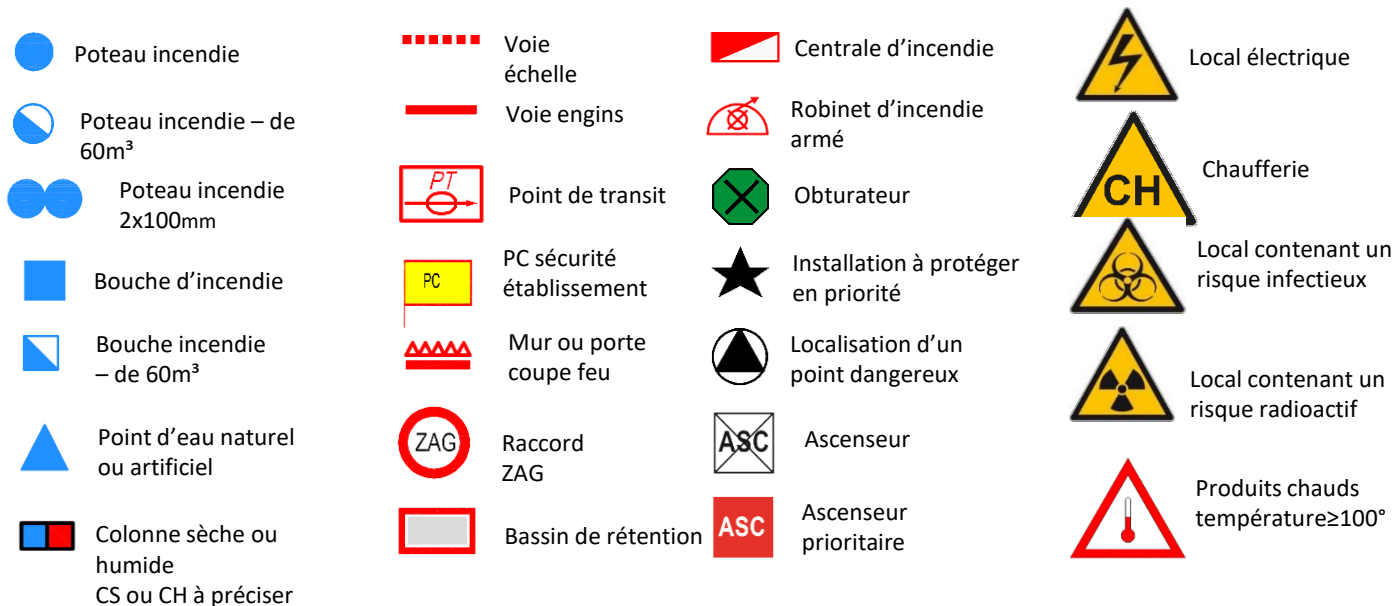 Poteau incendie
Poteau incendie – de
60m³
Poteau incendie
2x100mm
Bouche d'incendie
Bouche incendie
– de 60m³
Point d'eau naturel
ou artificiel
Colonne sèche ou
humide
CS ou CH à préciser
Voie
échelle
Voie engins
PT
Point de transit
PC
PC sécurité
établissement
Mur ou porte
coupe feu
ZAG
Raccord
ZAG
Bassin de rétention
Centrale d'incendie
Robinet d'incendie
armé
Obturateur
Installation à protéger
en priorité
Localisation d'un
point dangereux
ASC
Ascenseur
ASC
Ascenseur
prioritaire
Local électrique
CH
Chaufferie
Local contenant un
risque infectieux
Local contenant un
risque radioactif
Produits chauds
température≥100°